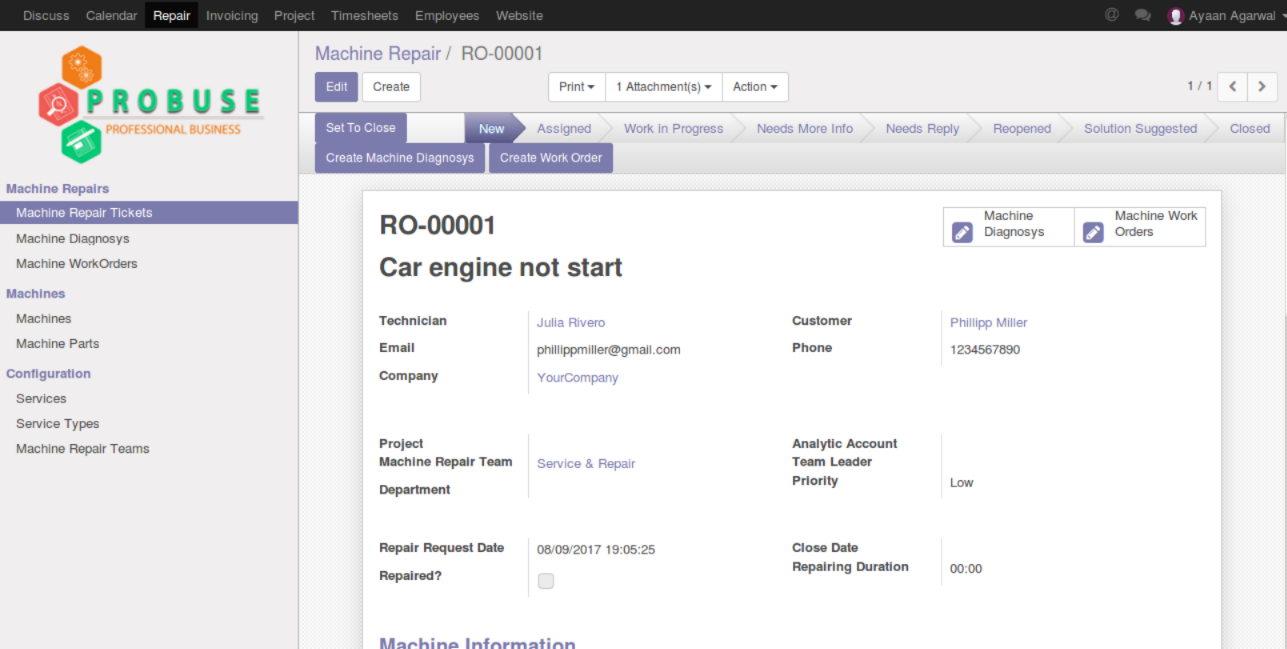 Discuss Calendar Repair Invoicing Project Timesheets Employees Website @ Ayaan Agarwal
PROBUSE
PROFESSIONAL BUSINESS
Machine Repairs
Machine Repair Tickets
Machine Diagnosys
Machine WorkOrders
Machines
Machines
Machine Parts
Configuration
Services
Service Types
Machine Repair Teams
Machine Repair / RO-00001
Edit Create Print 1 Attachment(s) Action 1 / 1
Set To Close New Assigned Work in Progress Needs More Info Needs Reply Reopened Solution Suggested Closed
Create Machine Diagnosys Create Work Order
RO-00001
Machine Diagnosys
Machine Work Orders
Car engine not start
Technician Julia Rivero Customer Phillipp Miller
Email phillippmiller@gmail.com Phone 1234567890
Company YourCompany
Project Analytic Account
Machine Repair Team Service & Repair Team Leader
Department Priority Low
Repair Request Date 08/09/2017 19:05:25 Close Date
Repaired? Repairing Duration 00:00
Machine Information